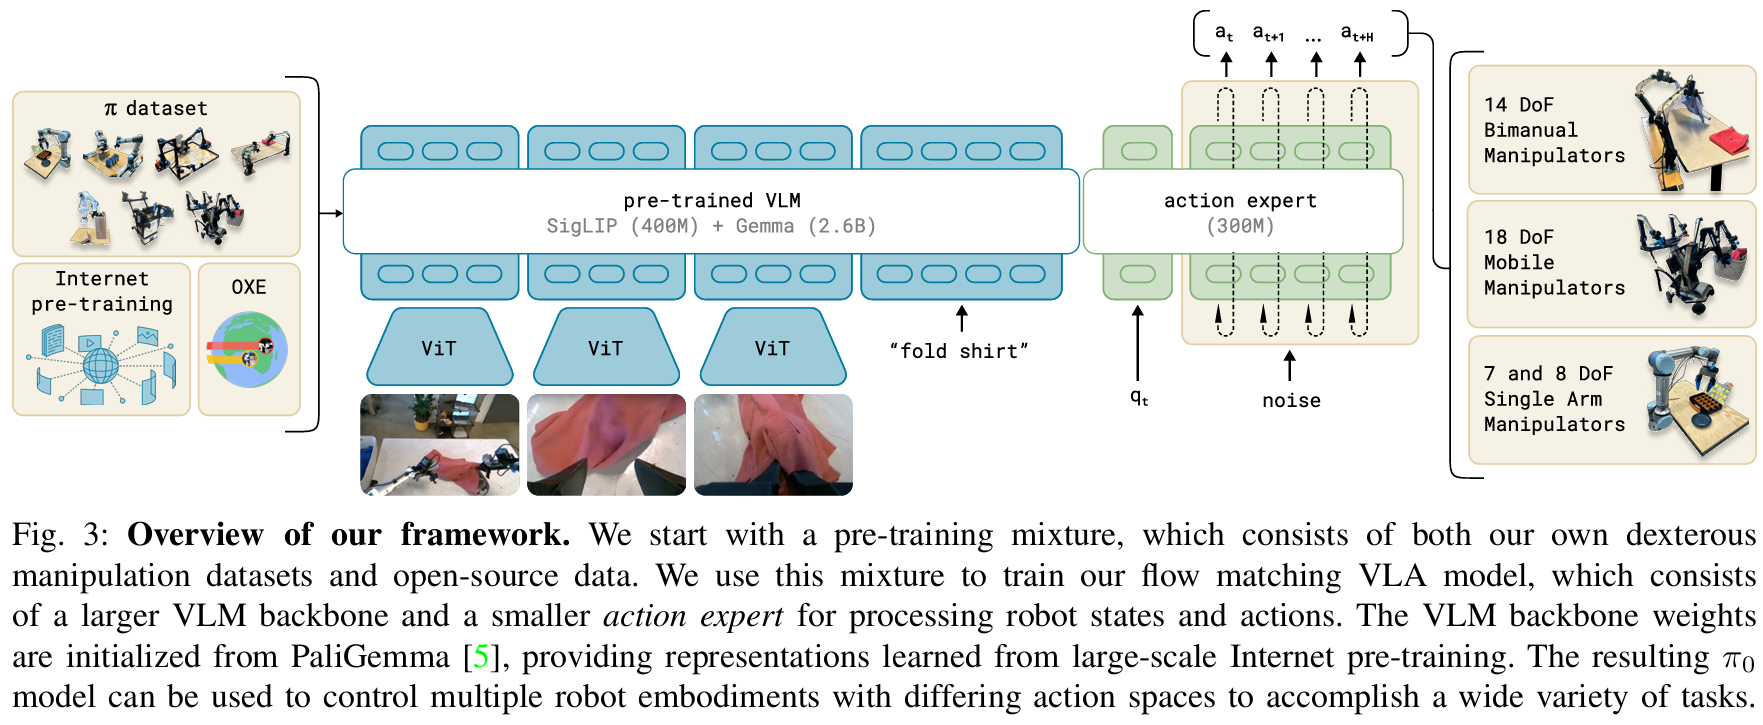 π dataset
Internet
pre-training
OXE
pre-trained VLM
SigLIP (400M) + Gemma (2.6B)
ViT
ViT
ViT
“fold shirt”
action expert
(300M)
qt
noise
at at+1 ... at+H
14 DoF
Bimanual
Manipulators
18 DoF
Mobile
Manipulators
7 and 8 DoF
Single Arm
Manipulators
Fig. 3: Overview of our framework. We start with a pre-training mixture, which consists of both our own dexterous
manipulation datasets and open-source data. We use this mixture to train our flow matching VLA model, which consists
of a larger VLM backbone and a smaller action expert for processing robot states and actions. The VLM backbone weights
are initialized from PaliGemma [5], providing representations learned from large-scale Internet pre-training. The resulting π0
model can be used to control multiple robot embodiments with differing action spaces to accomplish a wide variety of tasks.